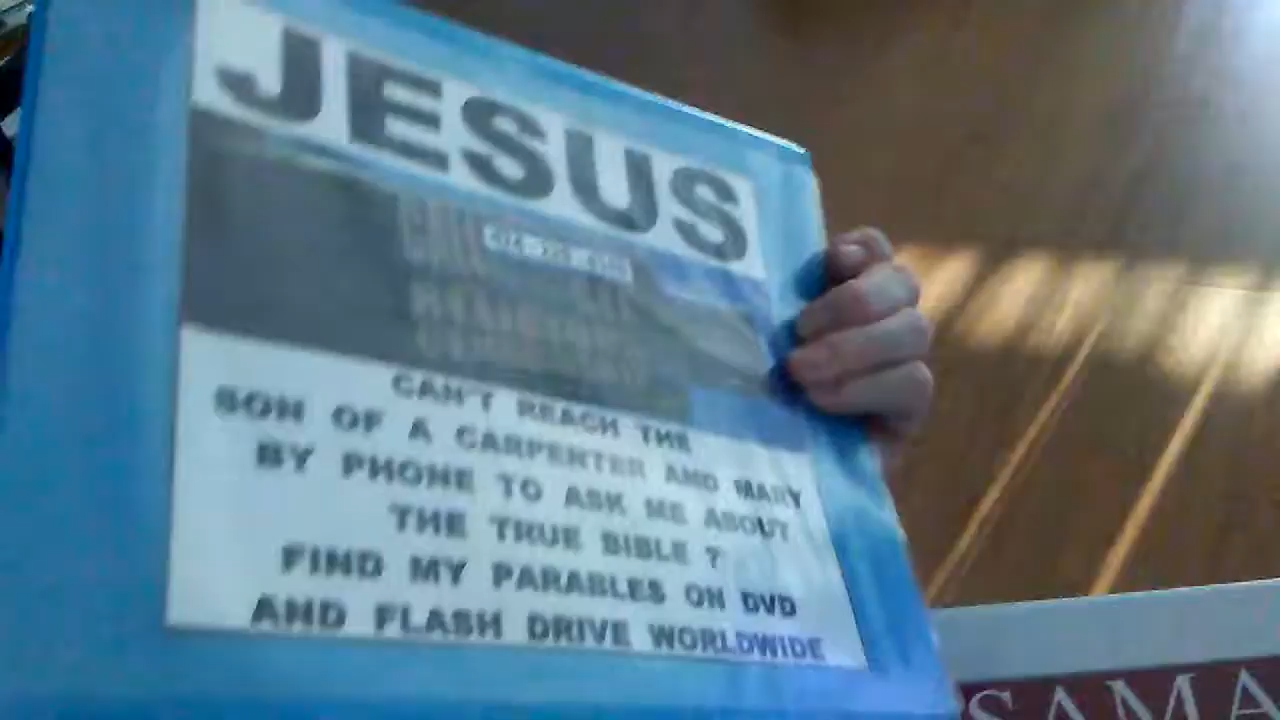 JESUS
CAN'T REACH THE
SON OF A CARPENTER AND MARY
BY PHONE TO ASK ME ABOUT
THE TRUE BIBLE ?
FIND MY PARABLES ON DVD
AND FLASH DRIVE WORLDWIDE
SAMA